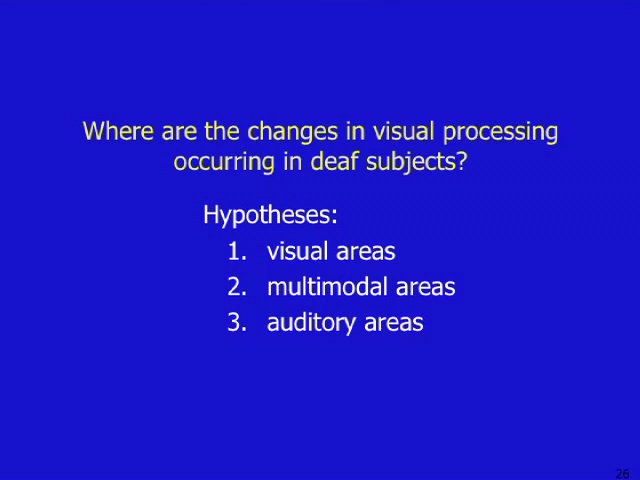 Where are the changes in visual processing
occurring in deaf subjects?
Hypotheses:
1. visual areas
2. multimodal areas
3. auditory areas
26